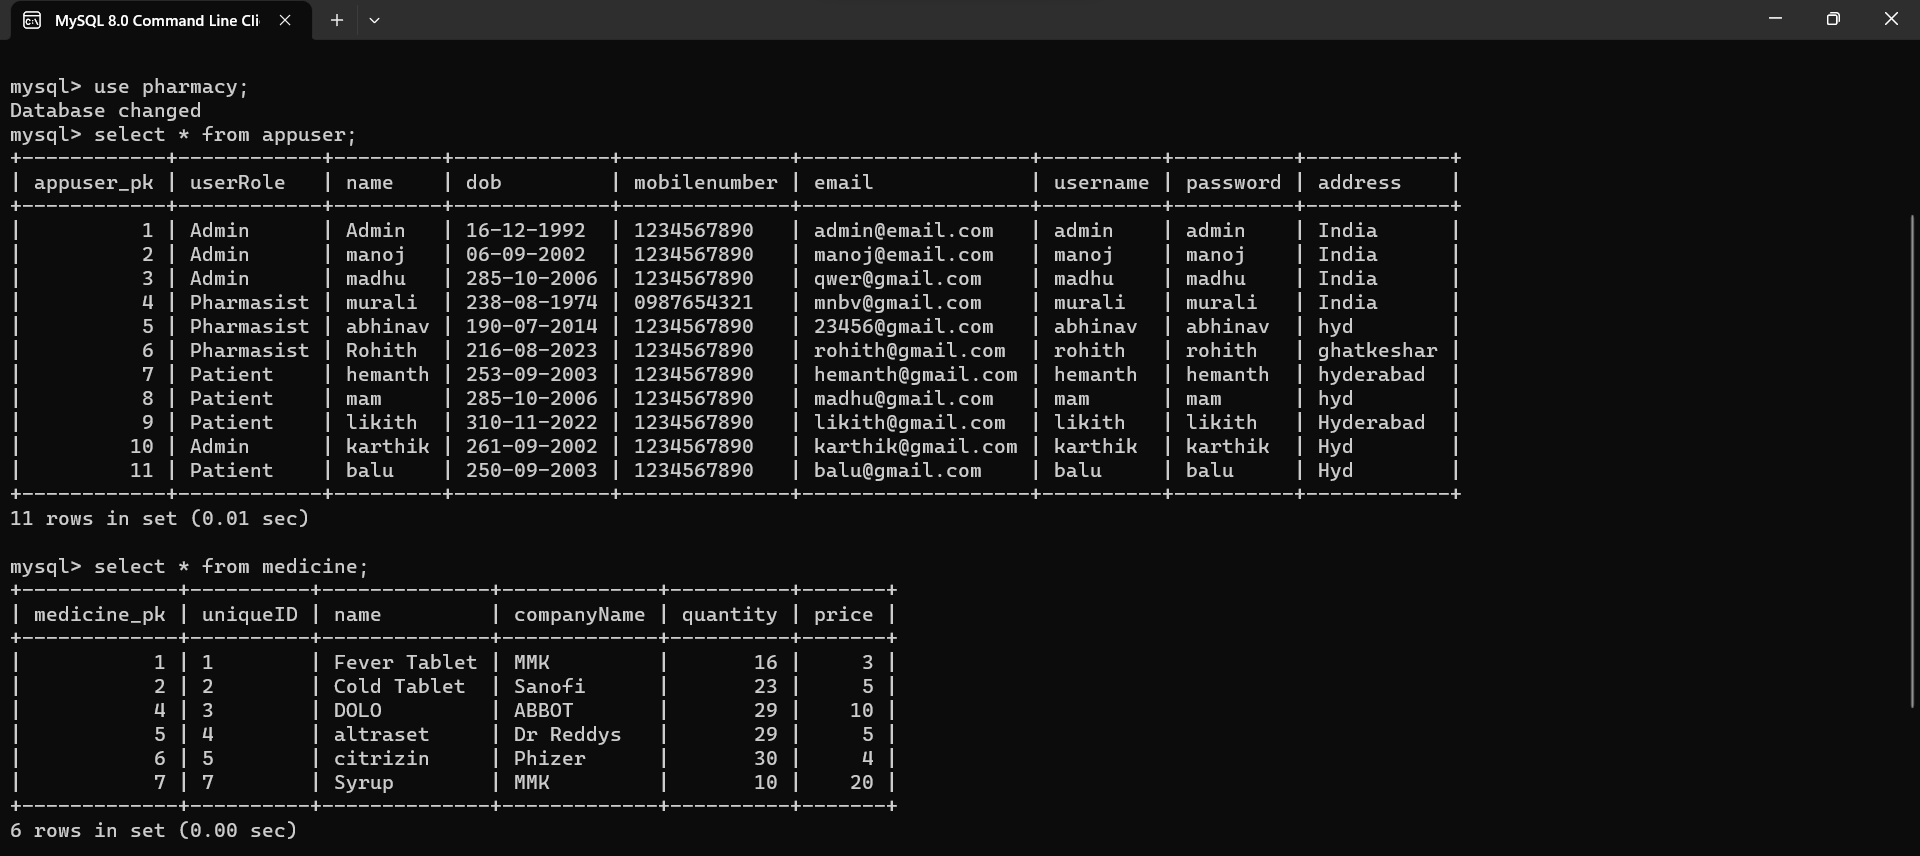 MySQL 8.0 Command Line Cli
mysql> use pharmacy;
Database changed
mysql> select * from appuser;
+------------+------------+---------+-------------+--------------+-------------------+----------+----------+------------+
| appuser_pk | userRole   | name    | dob         | mobilenumber | email             | username | password | address    |
+------------+------------+---------+-------------+--------------+-------------------+----------+----------+------------+
|          1 | Admin      | Admin   | 16-12-1992  | 1234567890   | admin@email.com   | admin    | admin    | India      |
|          2 | Admin      | manoj   | 06-09-2002  | 1234567890   | manoj@email.com   | manoj    | manoj    | India      |
|          3 | Admin      | madhu   | 285-10-2006 | 1234567890   | qwer@gmail.com    | madhu    | madhu    | India      |
|          4 | Pharmasist | murali  | 238-08-1974 | 0987654321   | mnbv@gmail.com    | murali   | murali   | India      |
|          5 | Pharmasist | abhinav | 190-07-2014 | 1234567890   | 23456@gmail.com   | abhinav  | abhinav  | hyd        |
|          6 | Pharmasist | Rohith  | 216-08-2023 | 1234567890   | rohith@gmail.com  | rohith   | rohith   | ghatkeshar |
|          7 | Patient    | hemanth | 253-09-2003 | 1234567890   | hemanth@gmail.com | hemanth  | hemanth  | hyderabad  |
|          8 | Patient    | mam     | 285-10-2006 | 1234567890   | madhu@gmail.com   | mam      | mam      | hyd        |
|          9 | Patient    | likith  | 310-11-2022 | 1234567890   | likith@gmail.com  | likith   | likith   | Hyderabad  |
|         10 | Admin      | karthik | 261-09-2002 | 1234567890   | karthik@gmail.com | karthik  | karthik  | Hyd        |
|         11 | Patient    | balu    | 250-09-2003 | 1234567890   | balu@gmail.com    | balu     | balu     | Hyd        |
+------------+------------+---------+-------------+--------------+-------------------+----------+----------+------------+
11 rows in set (0.01 sec)
mysql> select * from medicine;
+-------------+----------+--------------+-------------+----------+-------+
| medicine_pk | uniqueID | name         | companyName | quantity | price |
+-------------+----------+--------------+-------------+----------+-------+
|           1 | 1        | Fever Tablet | MMK         |       16 |     3 |
|           2 | 2        | Cold Tablet  | Sanofi      |       23 |     5 |
|           4 | 3        | DOLO         | ABBOT       |       29 |    10 |
|           5 | 4        | altraset     | Dr Reddys   |       29 |     5 |
|           6 | 5        | citrizin     | Phizer      |       30 |     4 |
|           7 | 7        | Syrup        | MMK         |       10 |    20 |
+-------------+----------+--------------+-------------+----------+-------+
6 rows in set (0.00 sec)